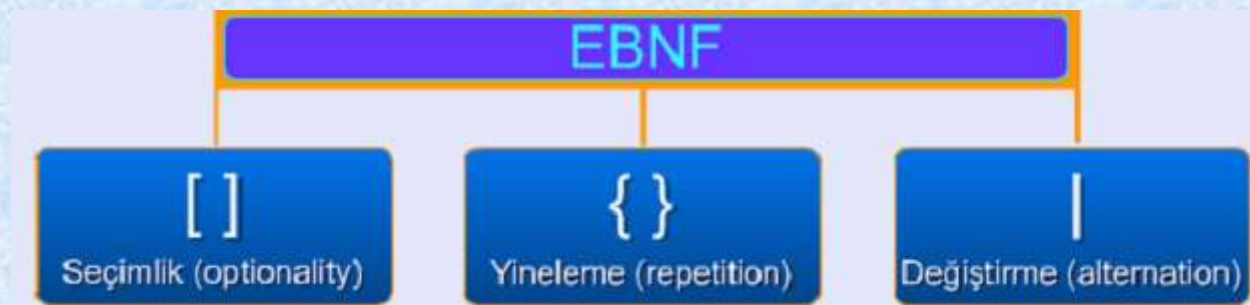 EBNF
[ ]
Seçimlik (optionality)
{ }
Yineleme (repetition)
|
Değiştirme (alternation)